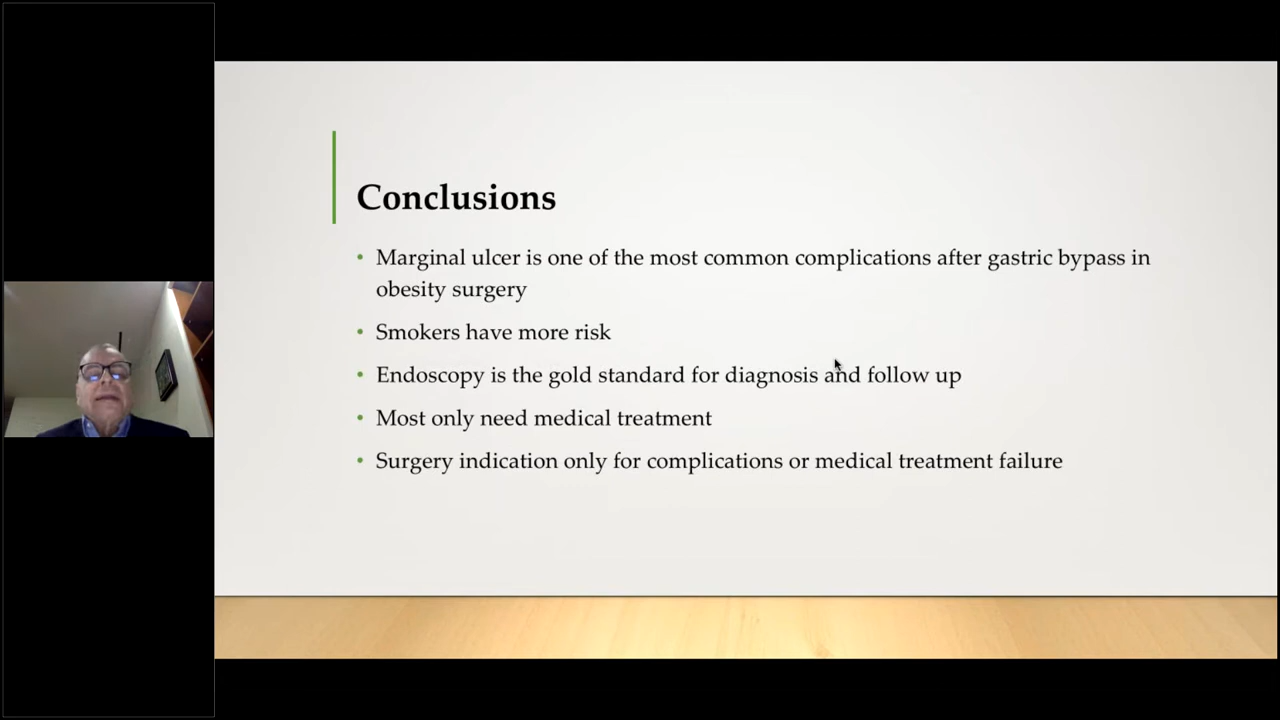 Conclusions
• Marginal ulcer is one of the most common complications after gastric bypass in
obesity surgery
• Smokers have more risk
• Endoscopy is the gold standard for diagnosis and follow up
• Most only need medical treatment
• Surgery indication only for complications or medical treatment failure